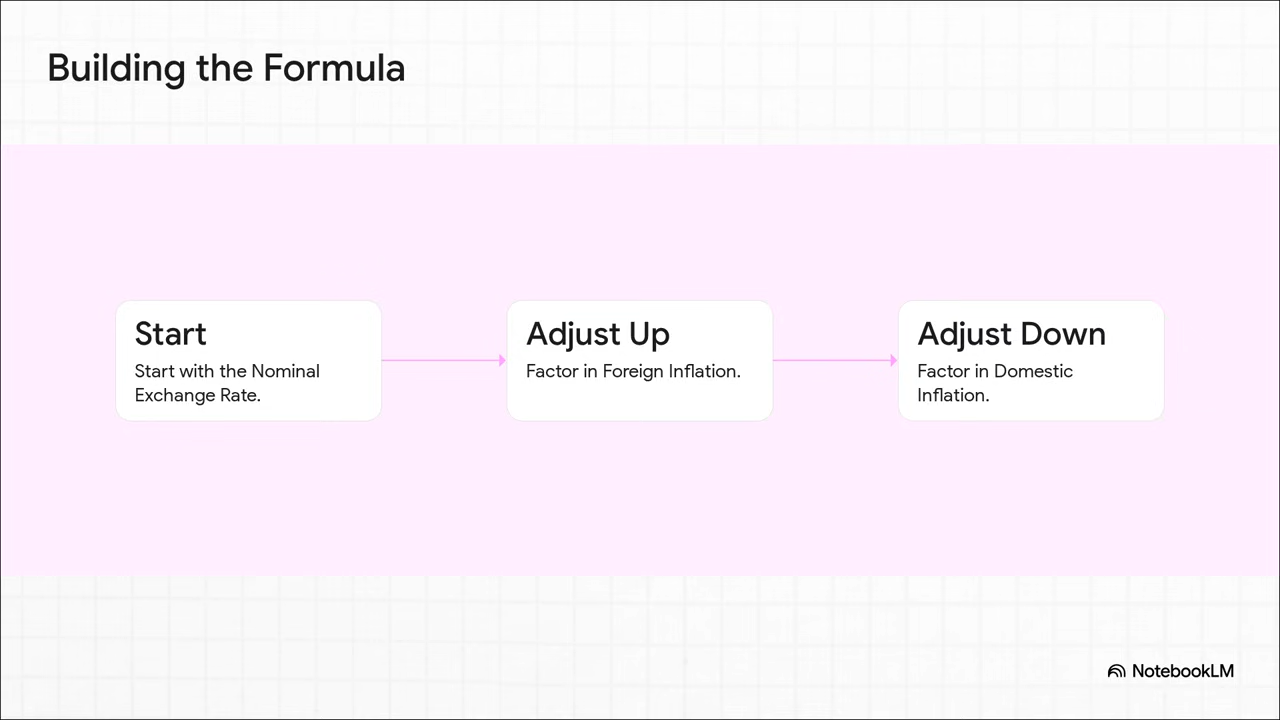 Building the Formula
Start
Start with the Nominal
Exchange Rate.
Adjust Up
Factor in Foreign Inflation.
Adjust Down
Factor in Domestic
Inflation.
NotebookLM